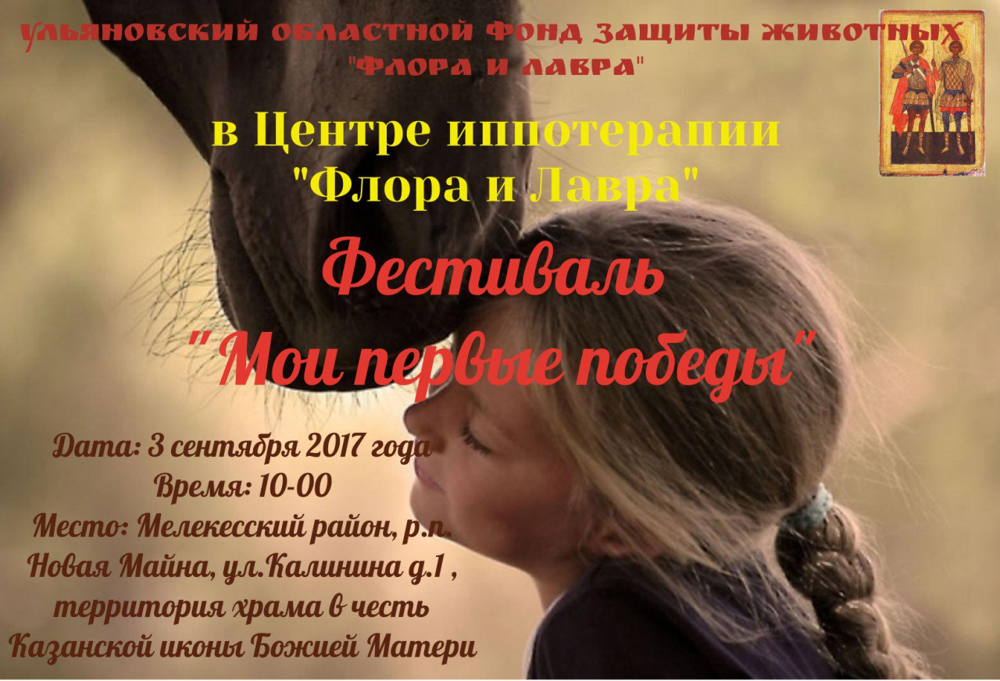 Ульяновский областной Фонд защиты животных
"Флора и лавра"
в Центре иппотерапии
"Флора и Лавра"
Фестиваль
"Мои первые победы"
Дата: 3 сентября 2017 года
Время: 10-00
Место: Мелекесский район, р.п.
Новая Майна, ул.Калинина д.1 ,
территория храма в честь
Казанской иконы Божией Матери